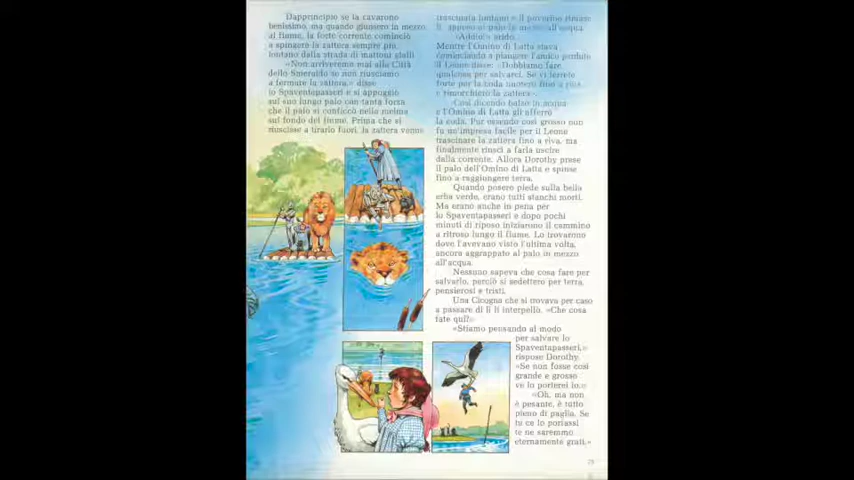 Dapprincipio se la cavarono
benissimo, ma quando giunsero in mezzo
al fiume, la forte corrente cominciò
a spingere la zattera sempre più
lontano dalla strada di mattoni gialli.
«Non arriveremo mai alla Città
dello Smeraldo se non riusciamo
a fermare la zattera,» disse
lo Spaventapasseri e si appoggiò
sul suo lungo palo con tanta forza
che il palo si conficcò nella melma
sul fondo del fiume. Prima che si
riuscisse a tirarlo fuori, la zattera venne
trascinata lontano e il poverino rimase
lì appeso al palo in mezzo all'acqua.
«Addio!» gridò.
Mentre l'Omino di Latta stava
cominciando a piangere l'amico perduto
il Leone disse: «Dobbiamo fare
qualcosa per salvarci. Se vi terrete
forte per la coda nuoterò fino a riva
e rimorchierò la zattera».
Così dicendo balzò in acqua
e l'Omino di Latta gli afferrò
la coda. Pur essendo così grosso non
fu un'impresa facile per il Leone
trascinare la zattera fino a riva, ma
finalmente riuscì a farla uscire
dalla corrente. Allora Dorothy prese
il palo dell'Omino di Latta e spinse
fino a raggiungere terra.
Quando posero piede sulla bella
erba verde, erano tutti stanchi morti.
Ma erano anche in pena per
lo Spaventapasseri e dopo pochi
minuti di riposo iniziarono il cammino
a ritroso lungo il fiume. Lo trovarono
dove l'avevano visto l'ultima volta,
ancora aggrappato al palo in mezzo
all'acqua.
Nessuno sapeva che cosa fare per
salvarlo, perciò si sedettero per terra,
pensierosi e tristi.
Una Cicogna che si trovava per caso
a passare di lì li interpellò. «Che cosa
fate qui?»
«Stiamo pensando al modo
per salvare lo
Spaventapasseri,»
rispose Dorothy.
«Se non fosse così
grande e grosso
ve lo porterei io.»
«Oh, ma non
è pesante, è tutto
pieno di paglia. Se
tu ce lo portassi
te ne saremmo
eternamente grati.»